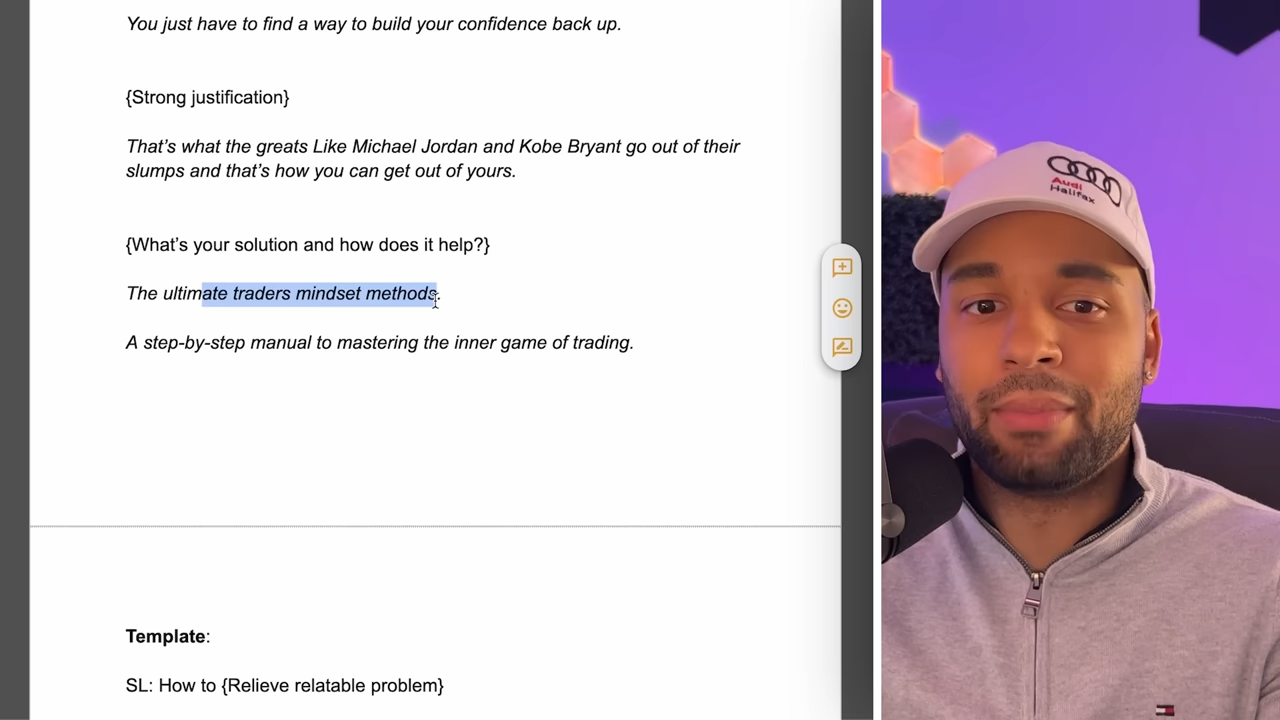 You just have to find a way to build your confidence back up.
{Strong justification}
That's what the greats Like Michael Jordan and Kobe Bryant go out of their
slumps and that's how you can get out of yours.
{What's your solution and how does it help?}
The ultimate traders mindset methods.
A step-by-step manual to mastering the inner game of trading.
Template:
SL: How to {Relieve relatable problem}
Audi
Halifax